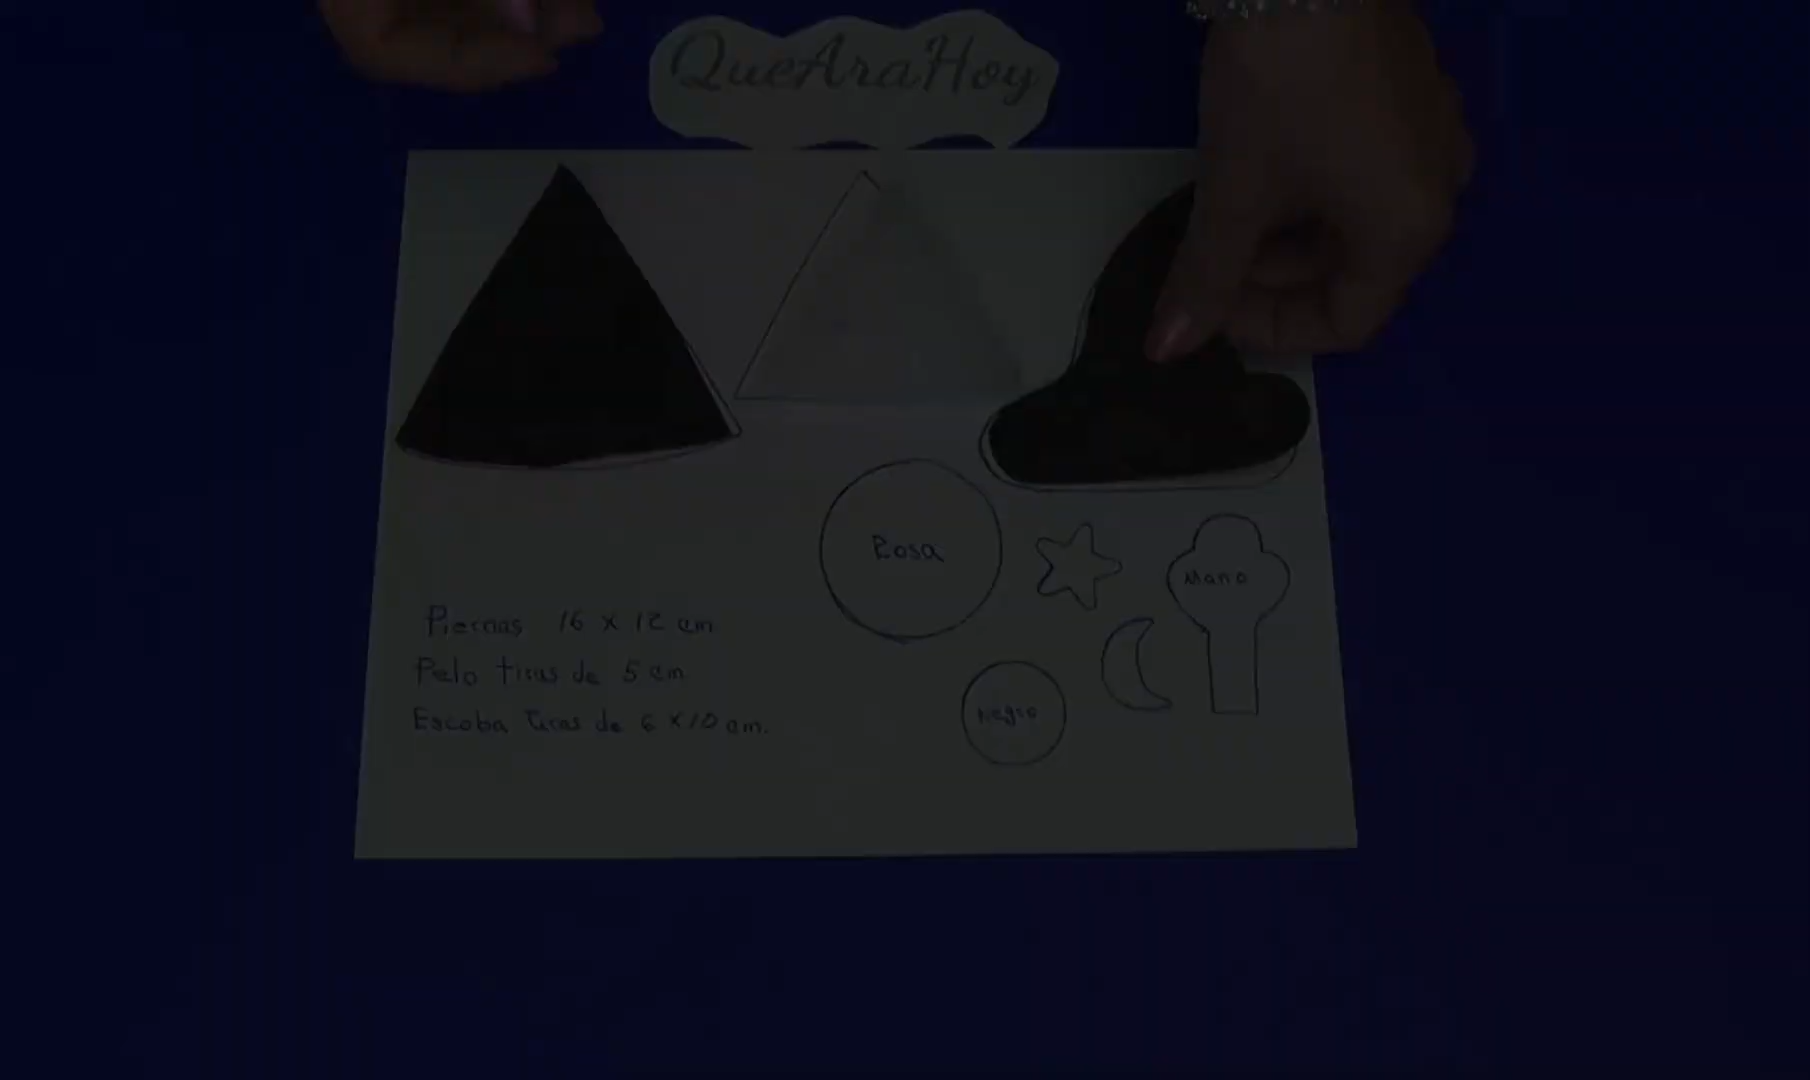 QueAraHoy
Rosa
Mano
Piernas 16 x 12 cm
Pelo tiras de 5 cm
Negro
Escoba tiras de 6 x 10 cm.